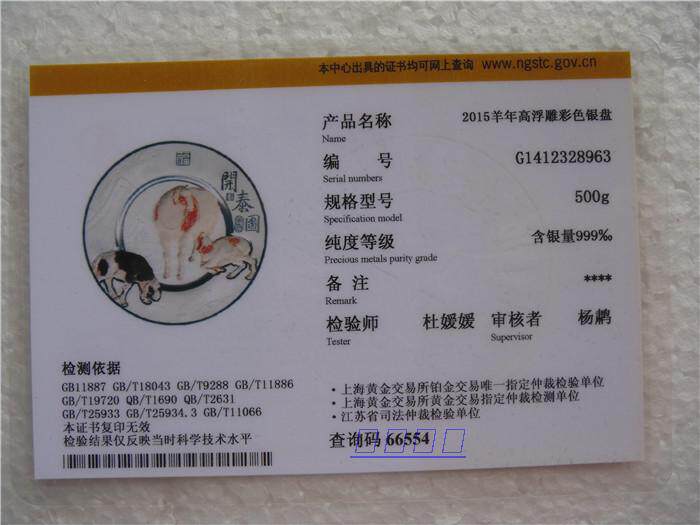 本中心出具的证书均可网上查询 www.ngstc.gov.cn
開泰圖
产品名称 2015羊年高浮雕彩色银盘
Name
编 号 G1412328963
Serial numbers
规格型号 500g
Specification model
纯度等级 含银量999‰
Precious metals purity grade
备 注 ****
Remark
检验师 杜媛媛 审核者 杨鹣
Tester Supervisor
检测依据
GB11887 GB/T18043 GB/T9288 GB/T11886
GB/T19720 QB/T1690 QB/T2631
GB/T25933 GB/T25934.3 GB/T11066
本证书复印无效
检验结果仅反映当时科学技术水平
• 上海黄金交易所铂金交易唯一指定仲裁检验单位
• 上海黄金交易所黄金交易指定仲裁检测单位
• 江苏省司法仲裁检验单位
查询码 66554